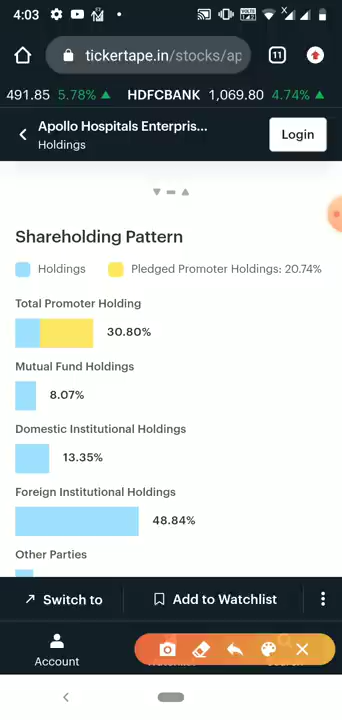 4:03
tickertape.in/stocks/ap
11
491.85 5.78% HDFCBANK 1,069.80 4.74%
Apollo Hospitals Enterpris...
Holdings
Login
Shareholding Pattern
Holdings Pledged Promoter Holdings: 20.74%
Total Promoter Holding
30.80%
Mutual Fund Holdings
8.07%
Domestic Institutional Holdings
13.35%
Foreign Institutional Holdings
48.84%
Other Parties
Switch to Add to Watchlist
Account